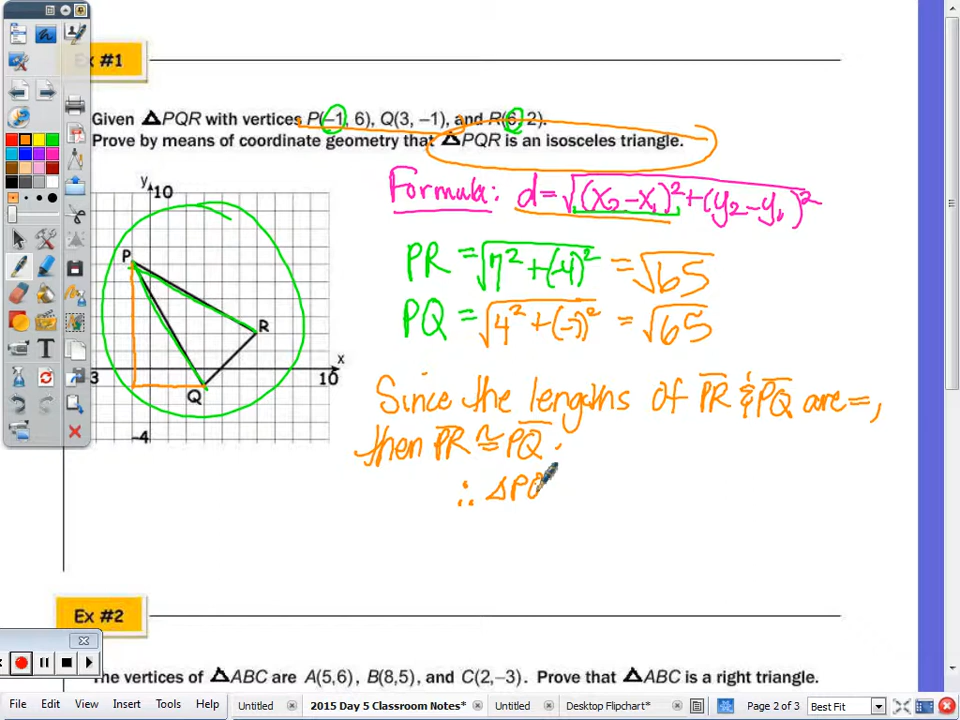 Ex #1
Given △PQR with vertices P(−1, 6), Q(3, −1), and R(6, 2).
Prove by means of coordinate geometry that △PQR is an isosceles triangle.
Formula: d = √(x₂ − x₁)² + (y₂ − y₁)²
PR = √7² + (-4)² = √65
PQ = √4² + (-7)² = √65
y 10
P
R
x
3
10
Q
-4
Since the lengths of PR & PQ are =,
then PR ≅ PQ.
∴ △PQ
Ex #2
he vertices of △ABC are A(5,6), B(8,5), and C(2,−3). Prove that △ABC is a right triangle.
File Edit View Insert Tools Help Untitled 2015 Day 5 Classroom Notes* Untitled Desktop Flipchart* Page 2 of 3 Best Fit